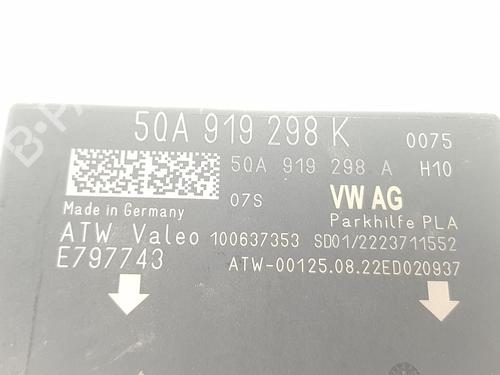 5QA 919 298 K 0075
5QA 919 298 A H10
07S VW AG
Made in Germany Parkhilfe PLA
ATW Valeo 100637353 SD01/2223711552
E797743 ATW-00125.08.22ED020937